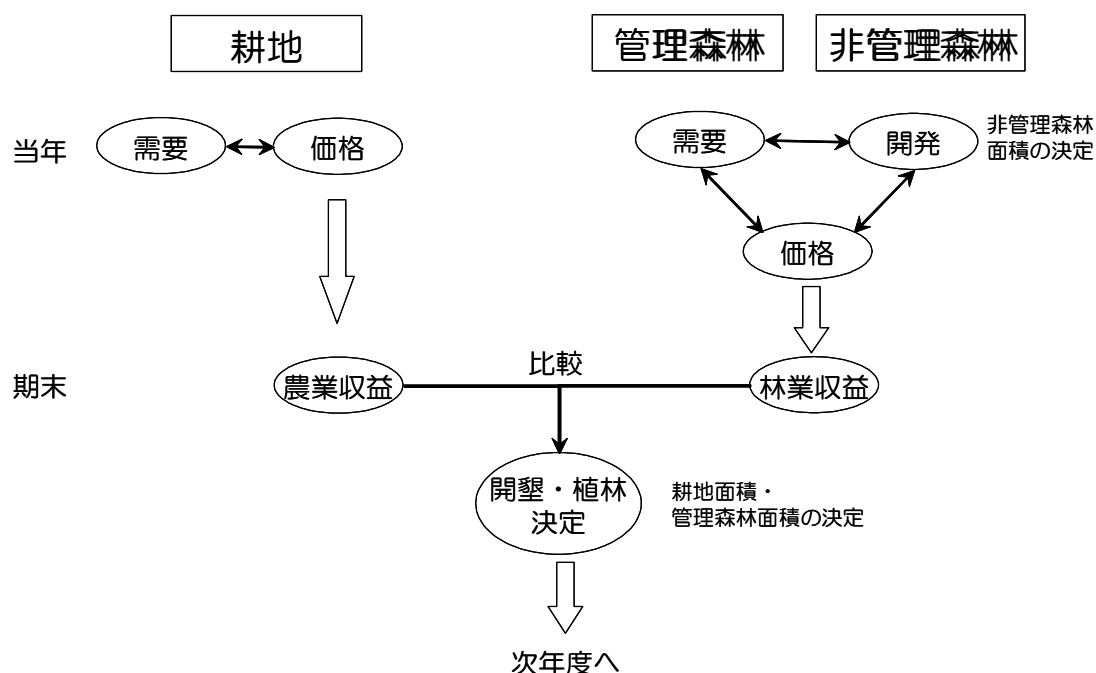 耕地
管理森林
非管理森林
当年
需要
価格
需要
開発
非管理森林
面積の決定
価格
期末
農業収益
比較
林業収益
開墾・植林
決定
耕地面積・
管理森林面積の決定
次年度へ